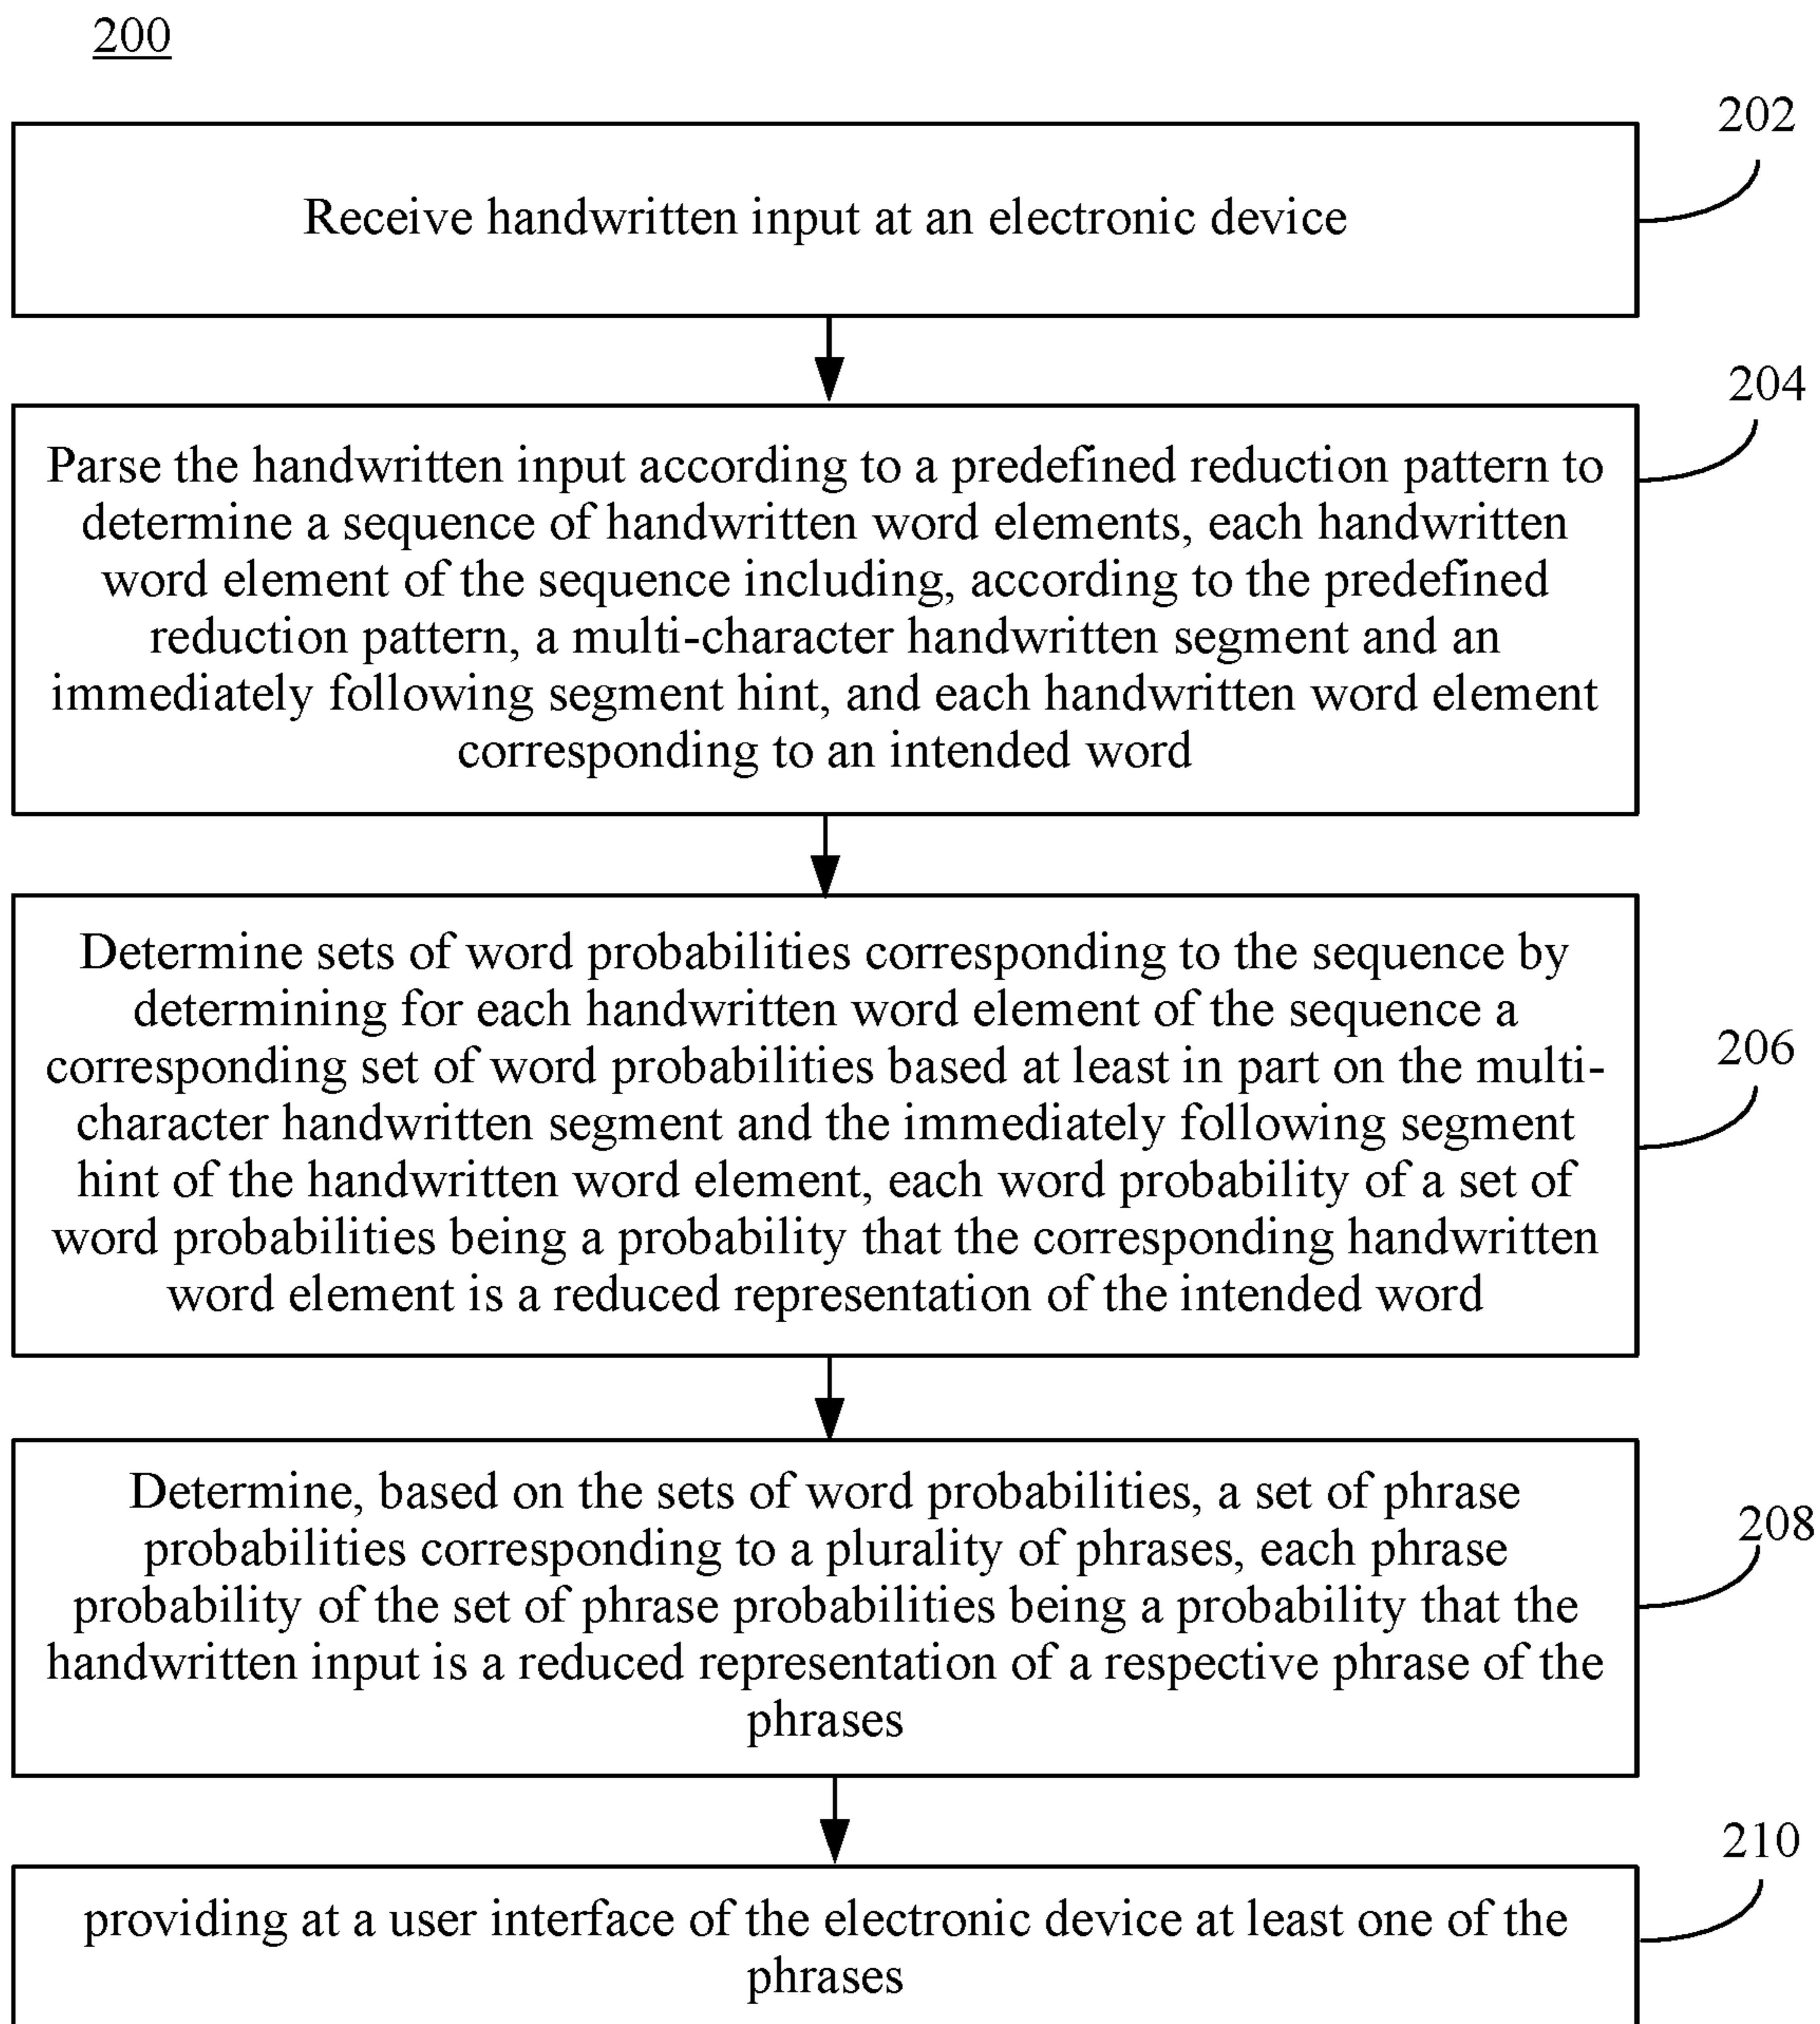 200
202
Receive handwritten input at an electronic device
204
Parse the handwritten input according to a predefined reduction pattern to
determine a sequence of handwritten word elements, each handwritten
word element of the sequence including, according to the predefined
reduction pattern, a multi-character handwritten segment and an
immediately following segment hint, and each handwritten word element
corresponding to an intended word
Determine sets of word probabilities corresponding to the sequence by
determining for each handwritten word element of the sequence a
206
corresponding set of word probabilities based at least in part on the multi-
character handwritten segment and the immediately following segment
hint of the handwritten word element, each word probability of a set of
word probabilities being a probability that the corresponding handwritten
word element is a reduced representation of the intended word
Determine, based on the sets of word probabilities, a set of phrase
208
probabilities corresponding to a plurality of phrases, each phrase
probability of the set of phrase probabilities being a probability that the
handwritten input is a reduced representation of a respective phrase of the
phrases
210
providing at a user interface of the electronic device at least one of the
phrases